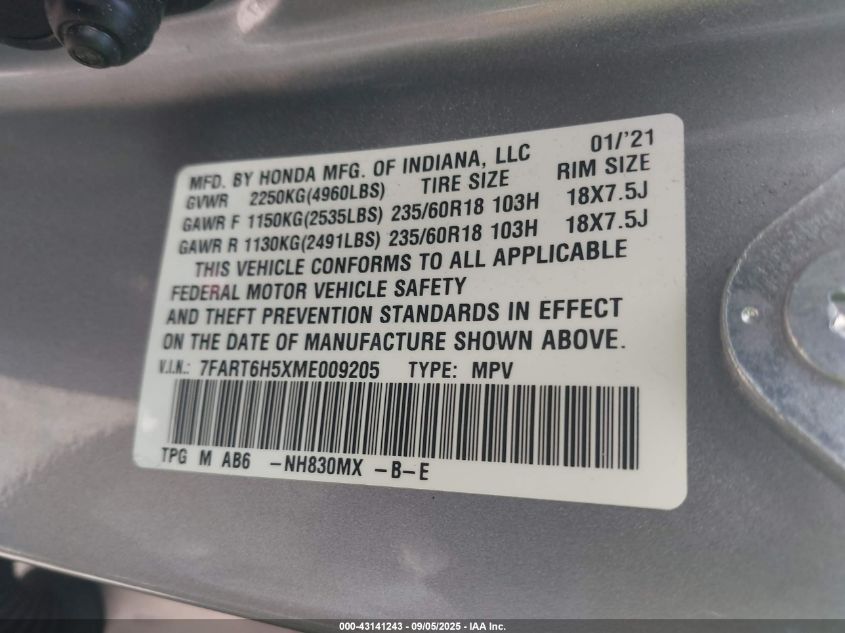 MFD. BY HONDA MFG. OF INDIANA, LLC 01/'21
GVWR 2250KG(4960LBS) TIRE SIZE RIM SIZE
GAWR F 1150KG(2535LBS) 235/60R18 103H 18X7.5J
GAWR R 1130KG(2491LBS) 235/60R18 103H 18X7.5J
THIS VEHICLE CONFORMS TO ALL APPLICABLE
FEDERAL MOTOR VEHICLE SAFETY
AND THEFT PREVENTION STANDARDS IN EFFECT
ON THE DATE OF MANUFACTURE SHOWN ABOVE.
V.I.N.: 7FART6H5XME009205 TYPE: MPV
TPG M AB6 -NH830MX -B-E
000-43141243 - 09/05/2025 - IAA Inc.